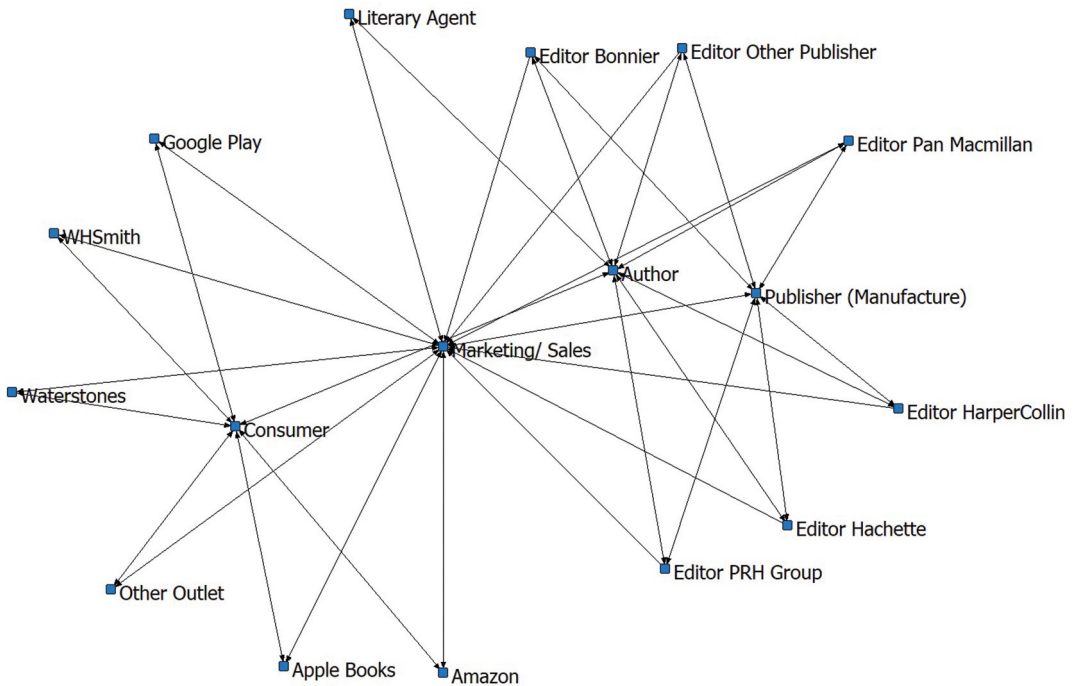 Literary Agent
Editor Bonnier
Editor Other Publisher
Google Play
Editor Pan Macmillan
WHSmith
Author
Publisher (Manufacture)
Marketing/ Sales
Waterstones
Editor HarperCollin
Consumer
Editor Hachette
Editor PRH Group
Other Outlet
Apple Books
Amazon